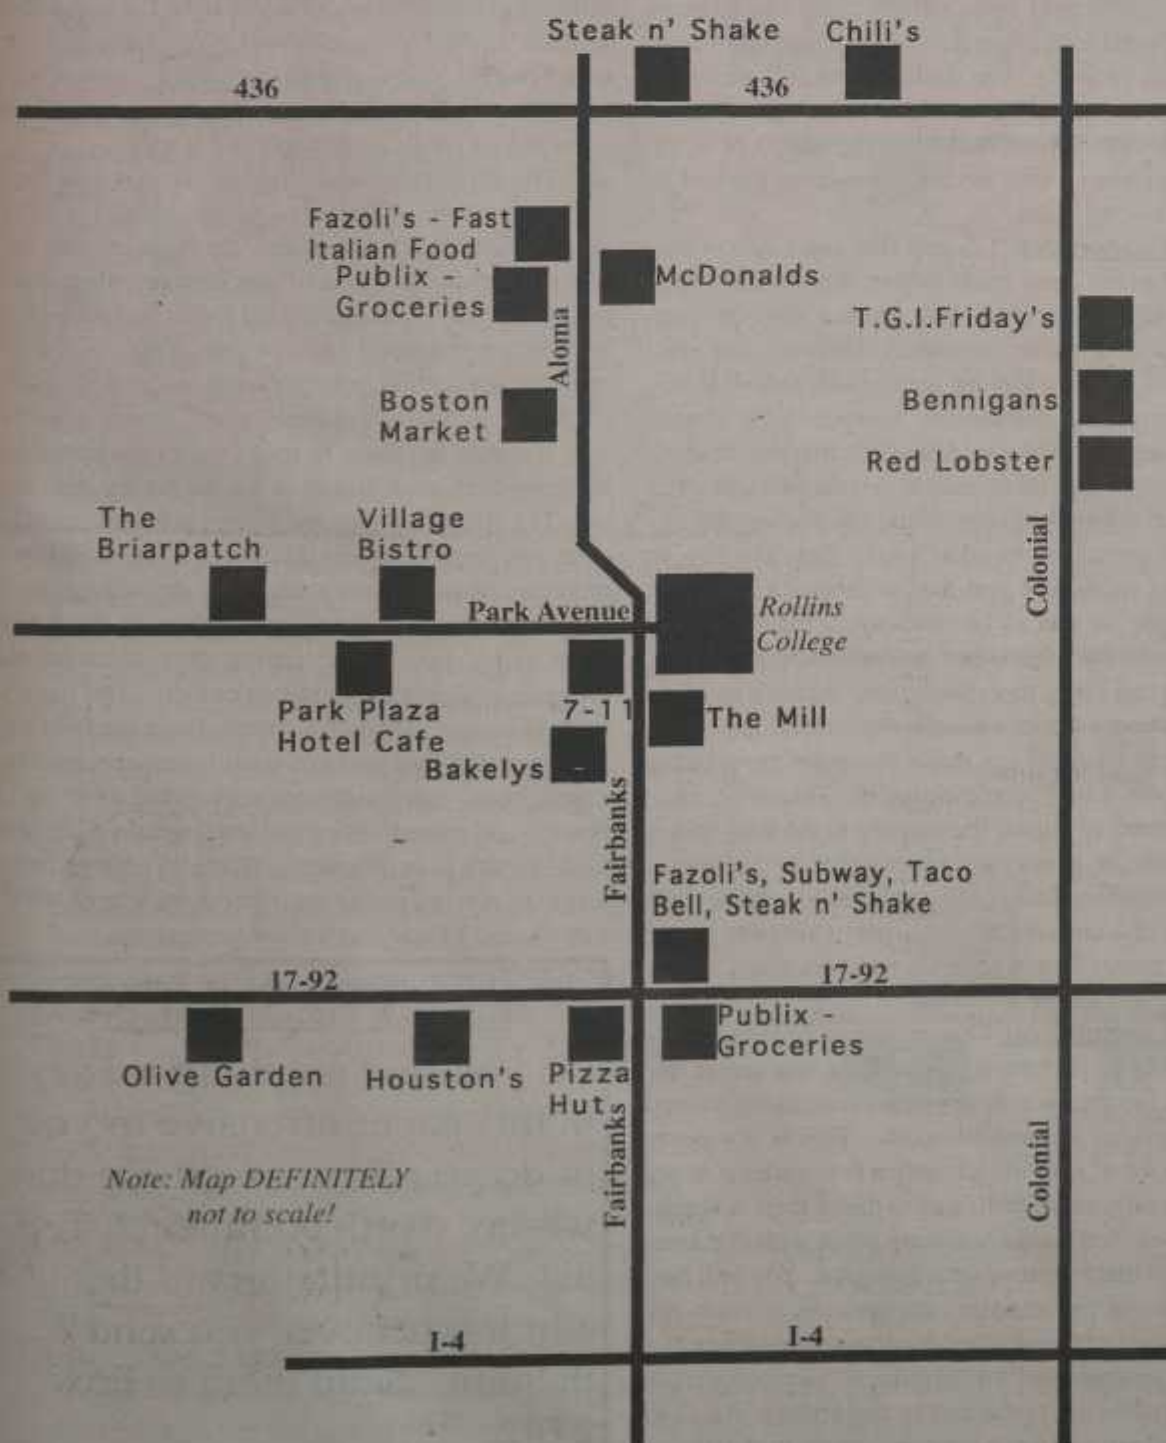 Steak n' Shake
Chili's
436
436
Fazoli's - Fast
Italian Food
Publix -
Groceries
McDonalds
Aloma
T.G.I.Friday's
Boston
Market
Bennigans
Red Lobster
The
Briarpatch
Village
Bistro
Colonial
Park Avenue
Rollins
College
Park Plaza
Hotel Cafe
7-11
The Mill
Bakelys
Fairbanks
Fazoli's, Subway, Taco
Bell, Steak n' Shake
17-92
17-92
Publix -
Groceries
Olive Garden
Houston's
Pizza
Hut
Fairbanks
Colonial
Note: Map DEFINITELY
not to scale!
I-4
I-4